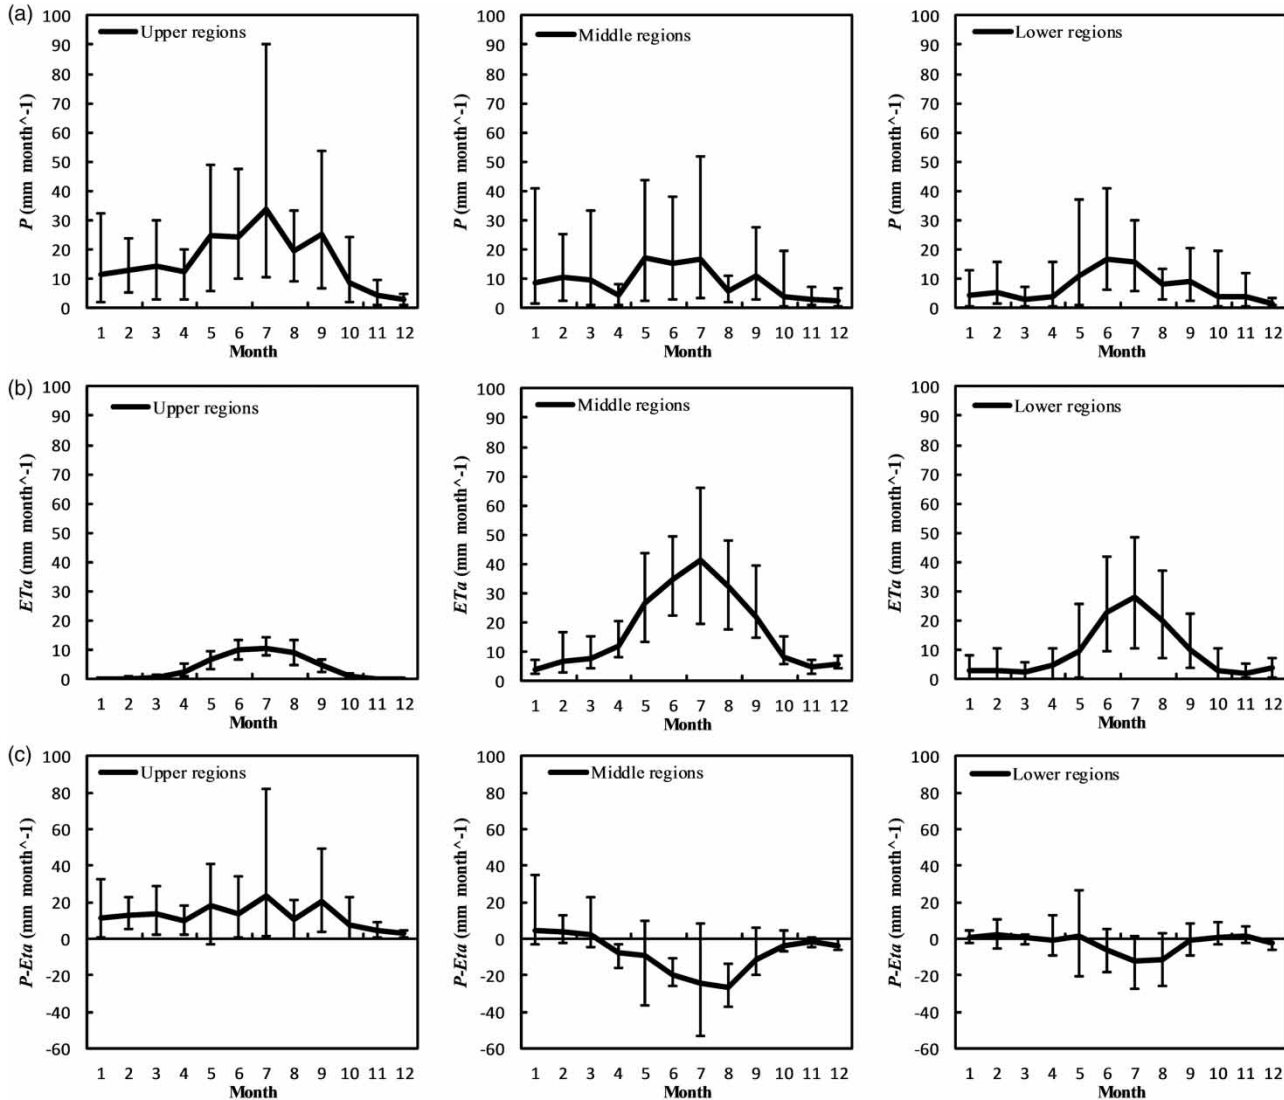 (a)
Upper regions
P (mm month^-1)
100
90
80
70
60
50
40
30
20
10
0
1 2 3 4 5 6 7 8 9 10 11 12
Month
Middle regions
P (mm month^-1)
100
90
80
70
60
50
40
30
20
10
0
1 2 3 4 5 6 7 8 9 10 11 12
Month
Lower regions
P (mm month^-1)
100
90
80
70
60
50
40
30
20
10
0
1 2 3 4 5 6 7 8 9 10 11 12
Month
(b)
Upper regions
ETa (mm month^-1)
100
90
80
70
60
50
40
30
20
10
0
1 2 3 4 5 6 7 8 9 10 11 12
Month
Middle regions
ETa (mm month^-1)
100
90
80
70
60
50
40
30
20
10
0
1 2 3 4 5 6 7 8 9 10 11 12
Month
Lower regions
ETa (mm month^-1)
100
90
80
70
60
50
40
30
20
10
0
1 2 3 4 5 6 7 8 9 10 11 12
Month
(c)
Upper regions
P-Eta (mm month^-1)
100
80
60
40
20
0
-20
-40
-60
1 2 3 4 5 6 7 8 9 10 11 12
Month
Middle regions
P-Eta (mm month^-1)
100
80
60
40
20
0
-20
-40
-60
1 2 3 4 5 6 7 8 9 10 11 12
Month
Lower regions
P-Eta (mm month^-1)
100
80
60
40
20
0
-20
-40
-60
1 2 3 4 5 6 7 8 9 10 11 12
Month